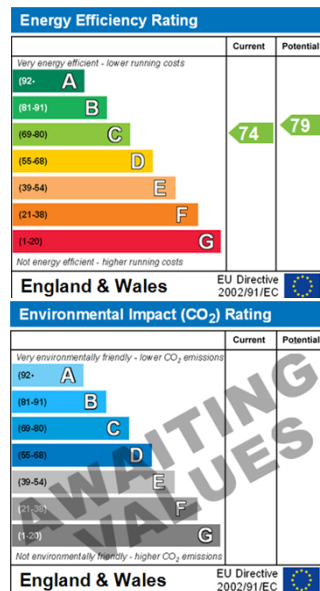 Energy Efficiency Rating
Current Potential
Very energy efficient - lower running costs
(92- A
(81-91) B
(69-80) C
(55-68) D
(39-54) E
(21-38) F
(1-20) G
74 79
Not energy efficient - higher running costs
England & Wales
EU Directive
2002/91/EC
Environmental Impact (CO₂) Rating
Current Potential
Very environmentally friendly - lower CO₂ emissions
(92- A
(81-91) B
(69-80) C
(55-68) D
(39-54) E
(21-38) F
(1-20) G
AWAITING
VALUES
Not environmentally friendly - higher CO₂ emissions
England & Wales
EU Directive
2002/91/EC